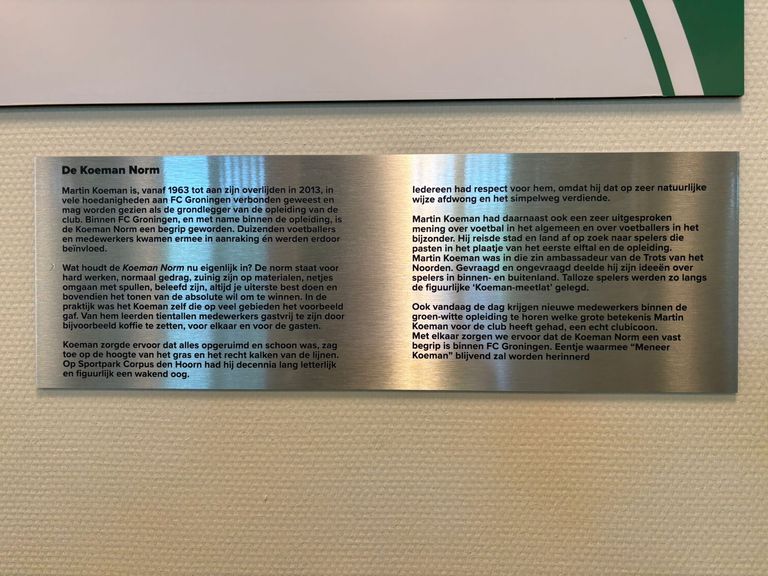 De Koeman Norm
Martin Koeman is, vanaf 1963 tot aan zijn overlijden in 2013, in
vele hoedanigheden aan FC Groningen verbonden geweest en
mag worden gezien als de grondlegger van de opleiding van de
club. Binnen FC Groningen, en met name binnen de opleiding, is
de Koeman Norm een begrip geworden. Duizenden voetballers
en medewerkers kwamen ermee in aanraking én werden erdoor
beïnvloed.
Wat houdt de Koeman Norm nu eigenlijk in? De norm staat voor
hard werken, normaal gedrag, zuinig zijn op materialen, netjes
omgaan met spullen, beleefd zijn, altijd je uiterste best doen en
bovendien het tonen van de absolute wil om te winnen. In de
praktijk was het Koeman zelf die op veel gebieden het voorbeeld
gaf. Van hem leerden tientallen medewerkers gastvrij te zijn door
bijvoorbeeld koffie te zetten, voor elkaar en voor de gasten.
Koeman zorgde ervoor dat alles opgeruimd en schoon was, zag
toe op de hoogte van het gras en het recht kalken van de lijnen.
Op Sportpark Corpus den Hoorn had hij decennia lang letterlijk
en figuurlijk een wakend oog.
Iedereen had respect voor hem, omdat hij dat op zeer natuurlijke
wijze afdwong en het simpelweg verdiende.
Martin Koeman had daarnaast ook een zeer uitgesproken
mening over voetbal in het algemeen en over voetballers in het
bijzonder. Hij reisde stad en land af op zoek naar spelers die
pasten in het plaatje van het eerste elftal en de opleiding.
Martin Koeman was in die zin ambassadeur van de Trots van het
Noorden. Gevraagd en ongevraagd deelde hij zijn ideeën over
spelers in binnen- en buitenland. Talloze spelers werden zo langs
de figuurlijke ‘Koeman-meetlat’ gelegd.
Ook vandaag de dag krijgen nieuwe medewerkers binnen de
groen-witte opleiding te horen welke grote betekenis Martin
Koeman voor de club heeft gehad, een echt clubicoon.
Met elkaar zorgen we ervoor dat de Koeman Norm een vast
begrip is binnen FC Groningen. Eentje waarmee “Meneer
Koeman” blijvend zal worden herinnerd